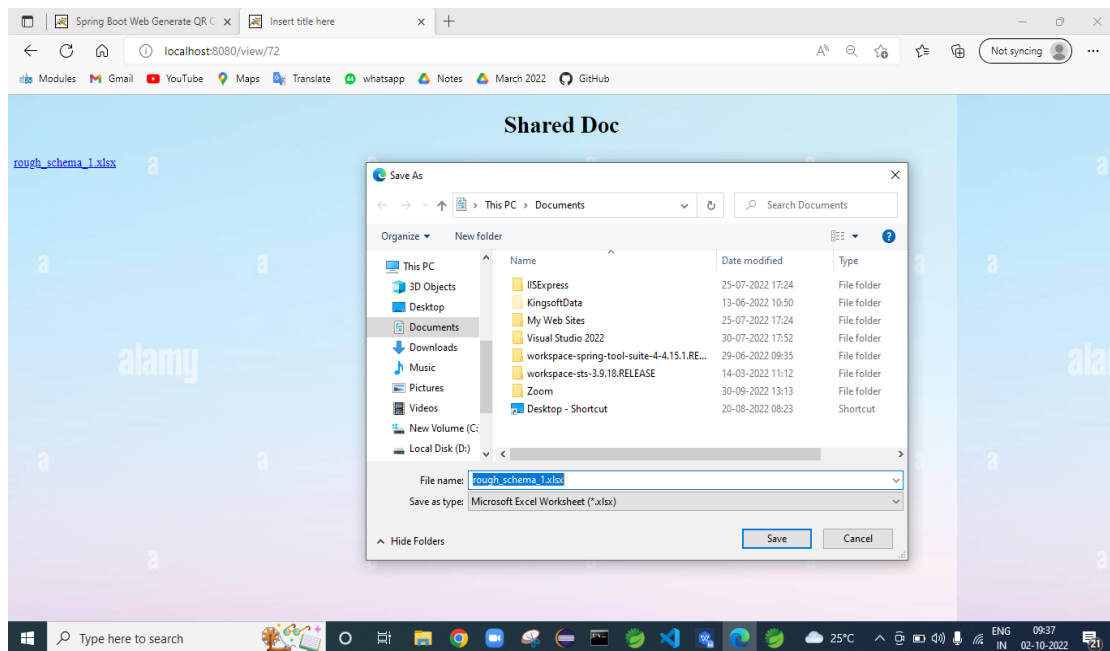 Spring Boot Web Generate QR C
Insert title here
localhost:8080/view/72
Not syncing
Modules
Gmail
YouTube
Maps
Translate
whatsapp
Notes
March 2022
GitHub
Shared Doc
rough_schema_1.xlsx
Save As
This PC > Documents
Search Documents
Organize
New folder
This PC
3D Objects
Desktop
Documents
Downloads
Music
Pictures
Videos
New Volume (C:
Local Disk (D:)
Name Date modified Type
IISExpress 25-07-2022 17:24 File folder
KingsoftData 13-06-2022 10:50 File folder
My Web Sites 25-07-2022 17:24 File folder
Visual Studio 2022 30-07-2022 17:52 File folder
workspace-spring-tool-suite-4-4.15.1.RE... 29-06-2022 09:35 File folder
workspace-sts-3.9.18.RELEASE 14-03-2022 11:12 File folder
Zoom 30-09-2022 13:13 File folder
Desktop - Shortcut 20-08-2022 08:23 Shortcut
File name: rough_schema_1.xlsx
Save as type: Microsoft Excel Worksheet (*.xlsx)
Hide Folders
Save
Cancel
a
a
a
a
a
a
alamy
ala
a
a
a
a
a
a
Type here to search
25°C
ENG
IN
09:37
02-10-2022
21